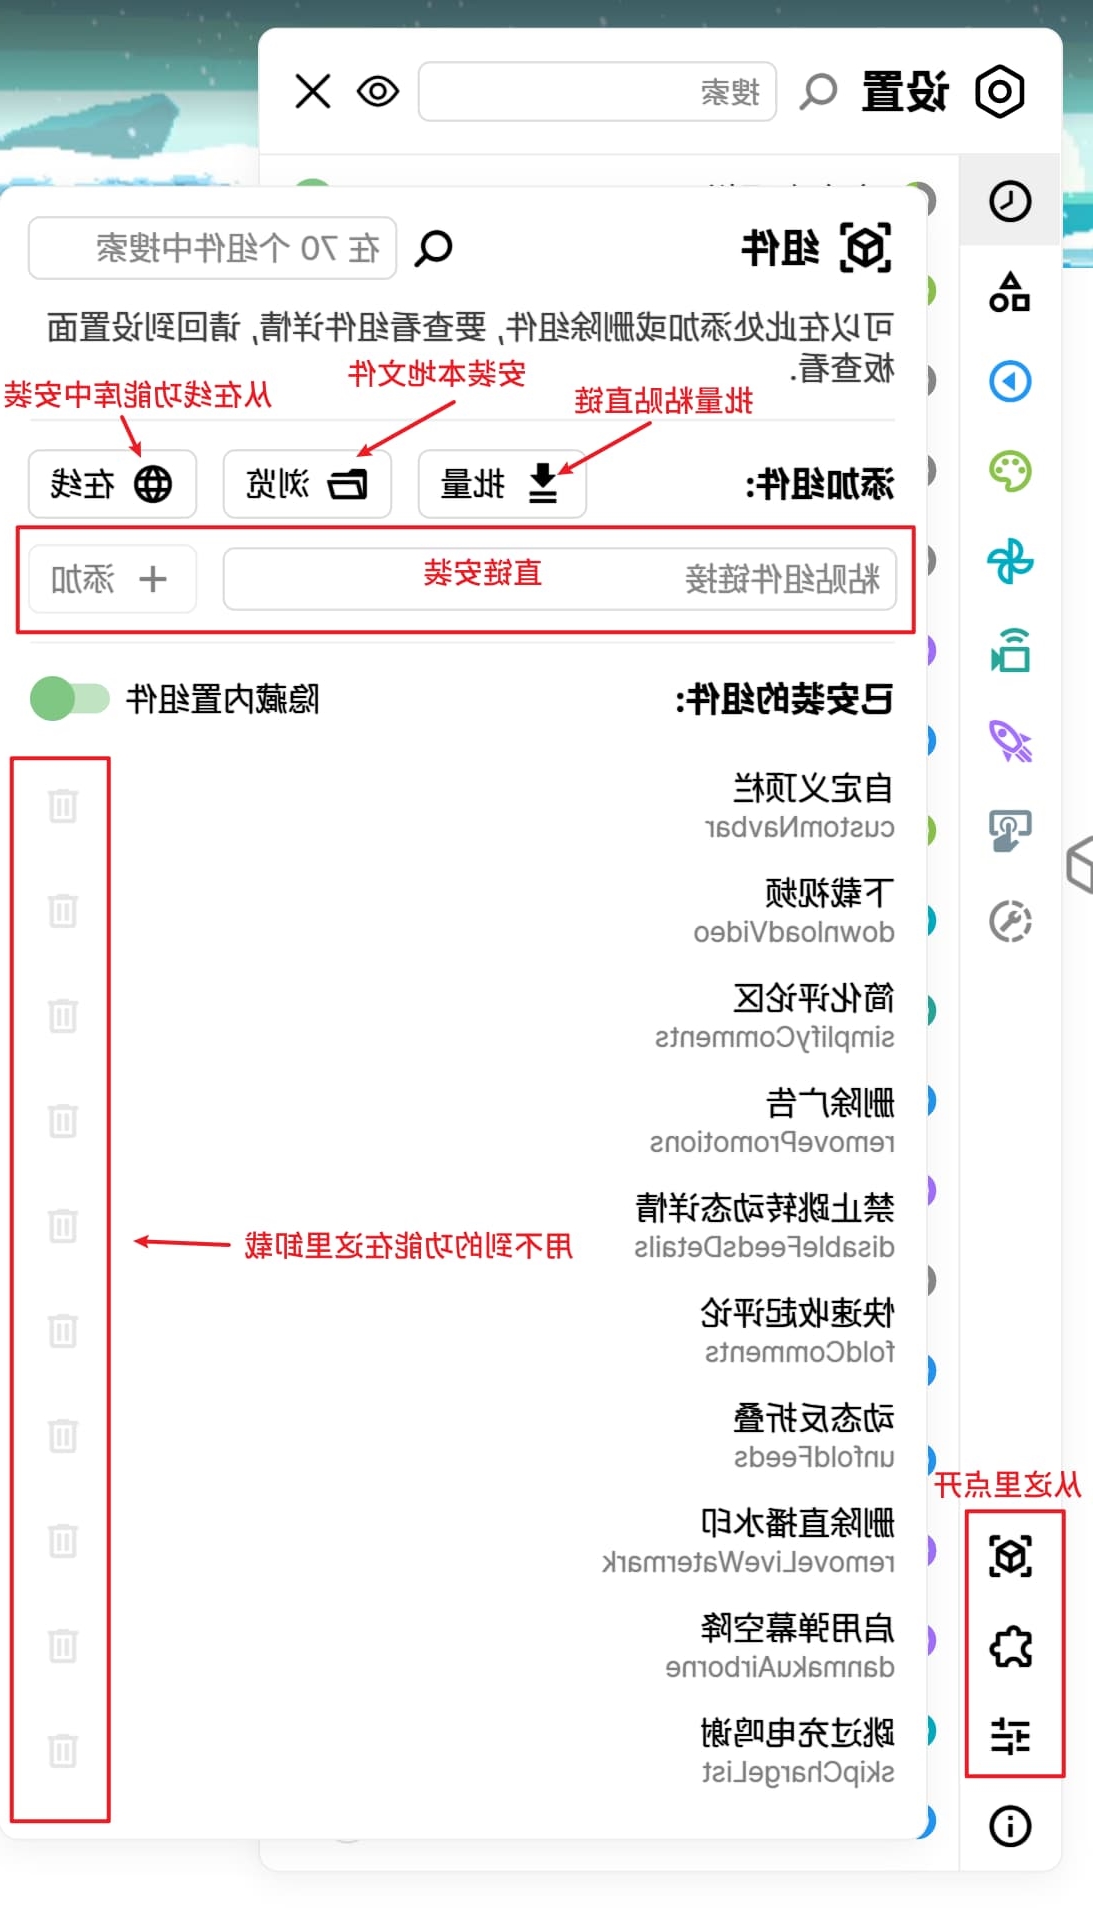 设置
搜索
组件
在 70 个组件中搜索
可以在此处添加或删除组件, 要查看组件详情, 请回到设置面
板查看.
安装本地文件
从在线功能库中安装
批量粘贴直链
添加组件:
批量
浏览
在线
粘贴组件链接
直链安装
添加
已安装的组件:
隐藏内置组件
自定义顶栏
customNavbar
下载视频
downloadVideo
简化评论区
simplifyComments
删除广告
removePromotions
禁止跳转动态详情
disableFeedsDetails
用不到的功能在这里卸载
快速收起评论
foldComments
动态反折叠
unfoldFeeds
从这里点开
删除直播水印
removeLiveWatermark
启用弹幕空降
danmakuAirborne
跳过充电鸣谢
skipChargeList